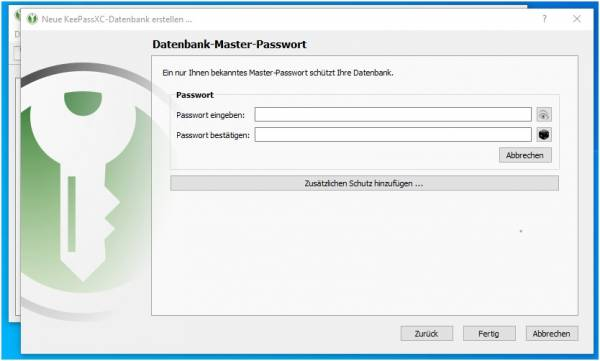 Neue KeePassXC-Datenbank erstellen ...
Datenbank-Master-Passwort
Ein nur Ihnen bekanntes Master-Passwort schützt Ihre Datenbank.
Passwort
Passwort eingeben:
Passwort bestätigen:
Abbrechen
Zusätzlichen Schutz hinzufügen ...
Zurück Fertig Abbrechen